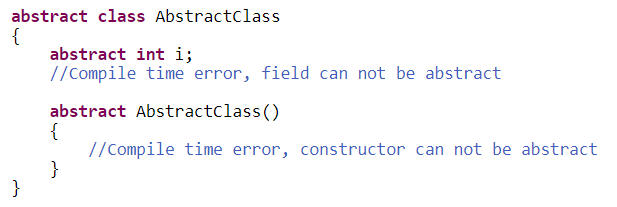 abstract class AbstractClass
{
    abstract int i;
    //Compile time error, field can not be abstract

    abstract AbstractClass()
    {
        //Compile time error, constructor can not be abstract
    }
}